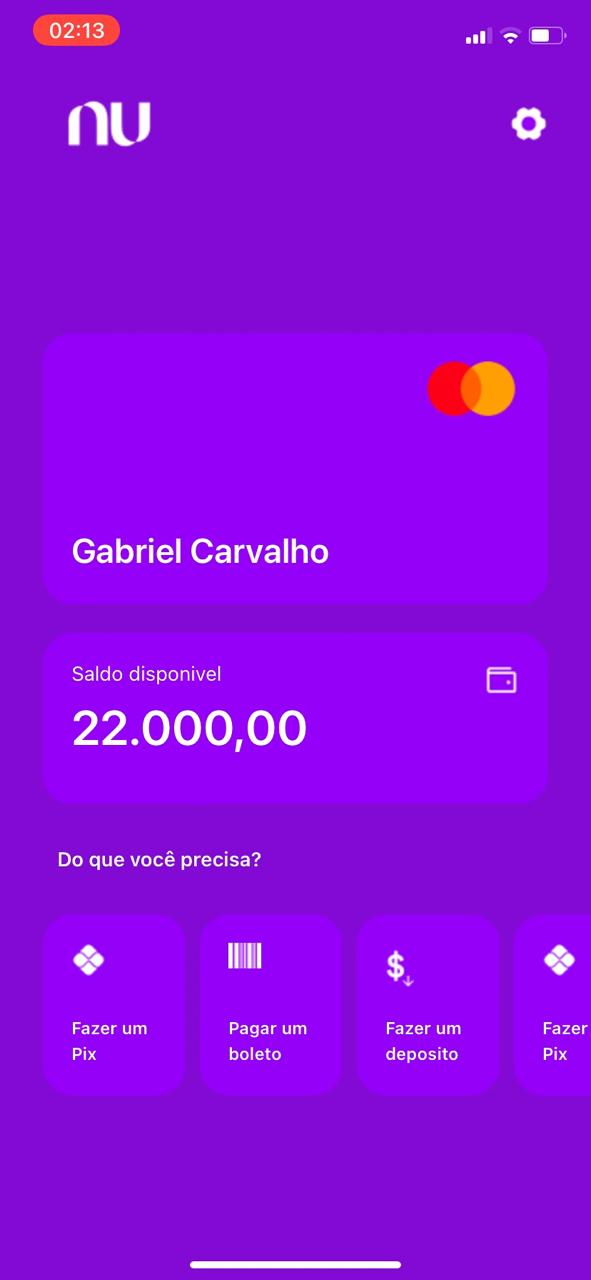 02:13
nu
Gabriel Carvalho
Saldo disponivel
22.000,00
Do que você precisa?
Fazer um
Pix
Pagar um
boleto
Fazer um
deposito
Fazer
Pix